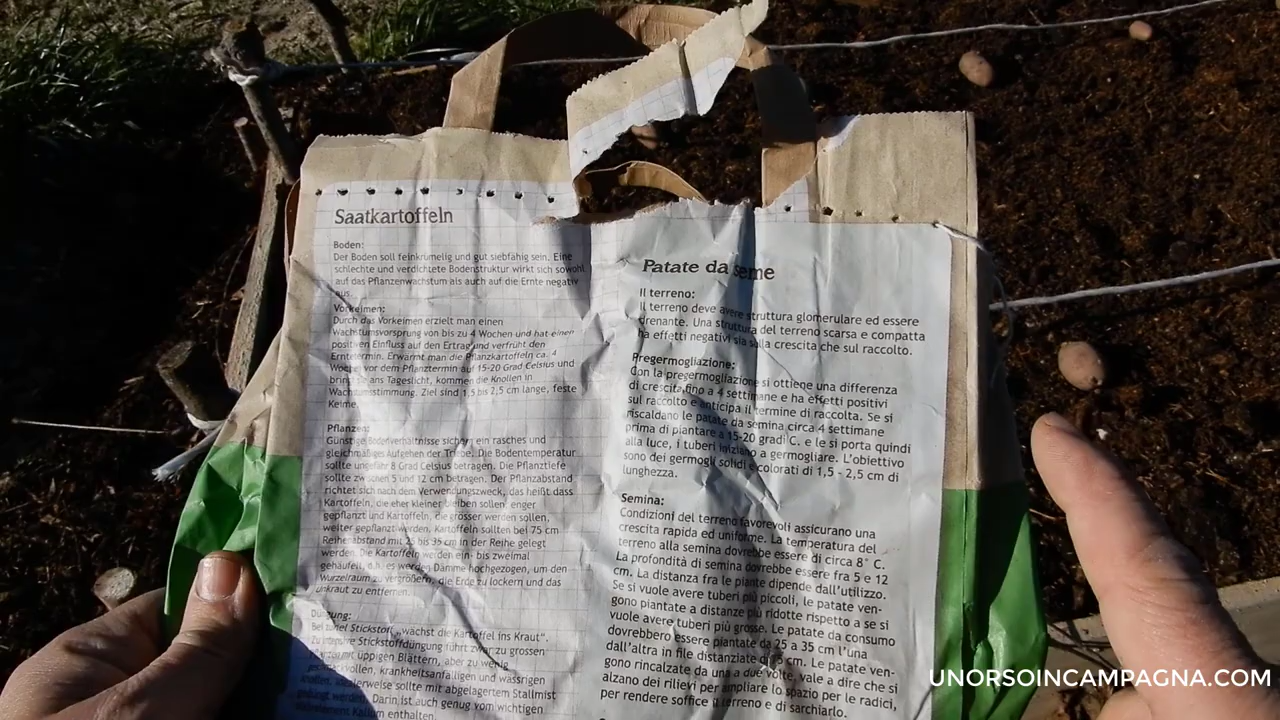 Saatkartoffeln
Boden:
Der Boden soll feinkrümelig und gut siebfähig sein. Eine
schlechte und verdichtete Bodenstruktur wirkt sich sowohl
auf das Pflanzenwachstum als auch auf die Ernte negativ
aus.
Vorkeimen:
Durch das Vorkeimen erzielt man einen
Wachstumsvorsprung von bis zu 4 Wochen und hat einen
positiven Einfluss auf den Ertrag und verfrüht den
Erntetermin. Erwärmt man die Pflanzkartoffeln ca. 4
Wochen vor dem Pflanztermin auf 15-20 Grad Celsius und
bringt sie ans Tageslicht, kommen die Knollen in
Wachstumsstimmung. Ziel sind 1,5 bis 2,5 cm lange, feste
Keime.
Pflanzen:
Günstige Bodenverhältnisse sichern ein rasches und
gleichmäßiges Aufgehen der Triebe. Die Bodentemperatur
sollte ungefähr 8 Grad Celsius betragen. Die Pflanztiefe
sollte zwischen 5 und 12 cm betragen. Der Pflanzabstand
richtet sich nach dem Verwendungszweck, das heißt dass
Kartoffeln, die eher kleiner bleiben sollen, enger
gepflanzt und Kartoffeln, die grösser werden sollen,
weiter gepflanzt werden. Kartoffeln sollten bei 75 cm
Reihenabstand mit 25 bis 35 cm in der Reihe gelegt
werden. Die Kartoffeln werden ein- bis zweimal
gehäufelt, d.h. es werden Dämme hochgezogen, um den
Wurzelraum zu vergrößern, die Erde zu lockern und das
Unkraut zu entfernen.
Düngung:
Bei zuviel Stickstoff „wächst die Kartoffel ins Kraut“.
Zu intensive Stickstoffdüngung führt zwar zu grossen
mit üppigen Blättern, aber zu wenig
Knollen, krankheitsanfälligen und wässrigen
Knollen. Idealerweise sollte mit abgelagertem Stallmist
gedüngt werden. Darin ist auch genug vom wichtigen
Kalium enthalten.
Patate da seme
Il terreno:
Il terreno deve avere struttura glomerulare ed essere
drenante. Una struttura del terreno scarsa e compatta
ha effetti negativi sia sulla crescita che sul raccolto.
Pregermogliazione:
Con la pregermogliazione si ottiene una differenza
di crescita fino a 4 settimane e ha effetti positivi
sul raccolto e anticipa il termine di raccolta. Se si
riscaldano le patate da semina circa 4 settimane
prima di piantare a 15-20 gradi C. e le si porta quindi
alla luce, i tuberi iniziano a germogliare. L'obiettivo
sono dei germogli solidi e colorati di 1,5 - 2,5 cm di
lunghezza.
Semina:
Condizioni del terreno favorevoli assicurano una
crescita rapida ed uniforme. La temperatura del
terreno alla semina dovrebbe essere di circa 8° C.
La profondità di semina dovrebbe essere fra 5 e 12
cm. La distanza fra le piante dipende dall'utilizzo.
Se si vuole avere tuberi più piccoli, le patate ven-
gono piantate a distanze più ridotte rispetto a se si
vuole avere tuberi più grosse. Le patate da consumo
dovrebbero essere piantate da 25 a 35 cm l'una
dall'altra in file distanziate di 75 cm. Le patate ven-
gono rincalzate da una a due volte, vale a dire che si
alzano dei rilievi per ampliare lo spazio per le radici,
per rendere soffice il terreno e di sarchiarlo.
UNORSOINCAMPAGNA.COM